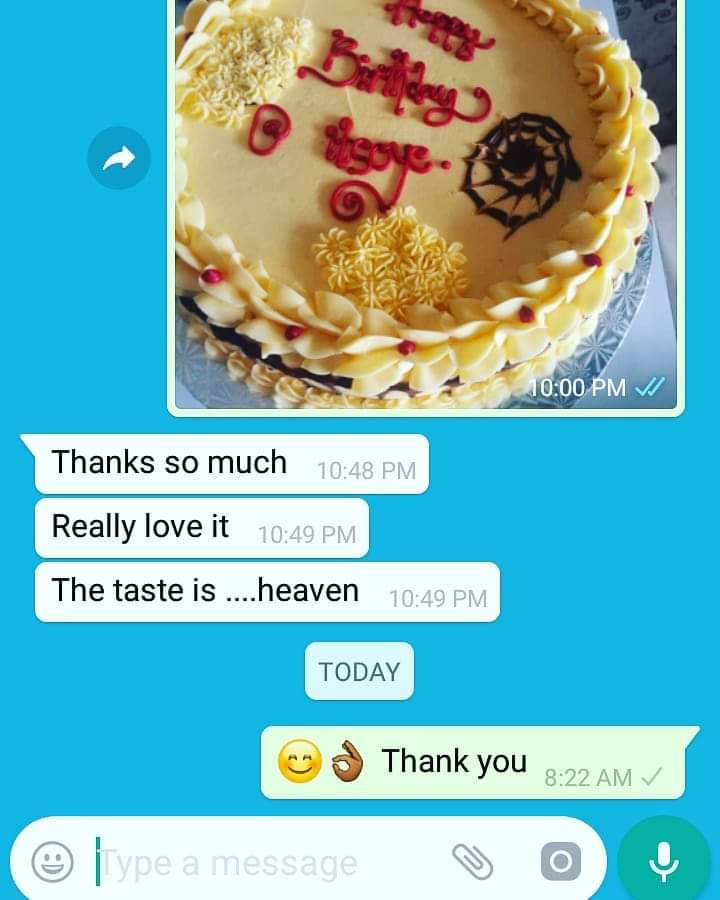 Happy
Birthday
10:00 PM
Thanks so much 10:48 PM
Really love it 10:49 PM
The taste is ....heaven 10:49 PM
TODAY
😊👌🏾 Thank you 8:22 AM
Type a message